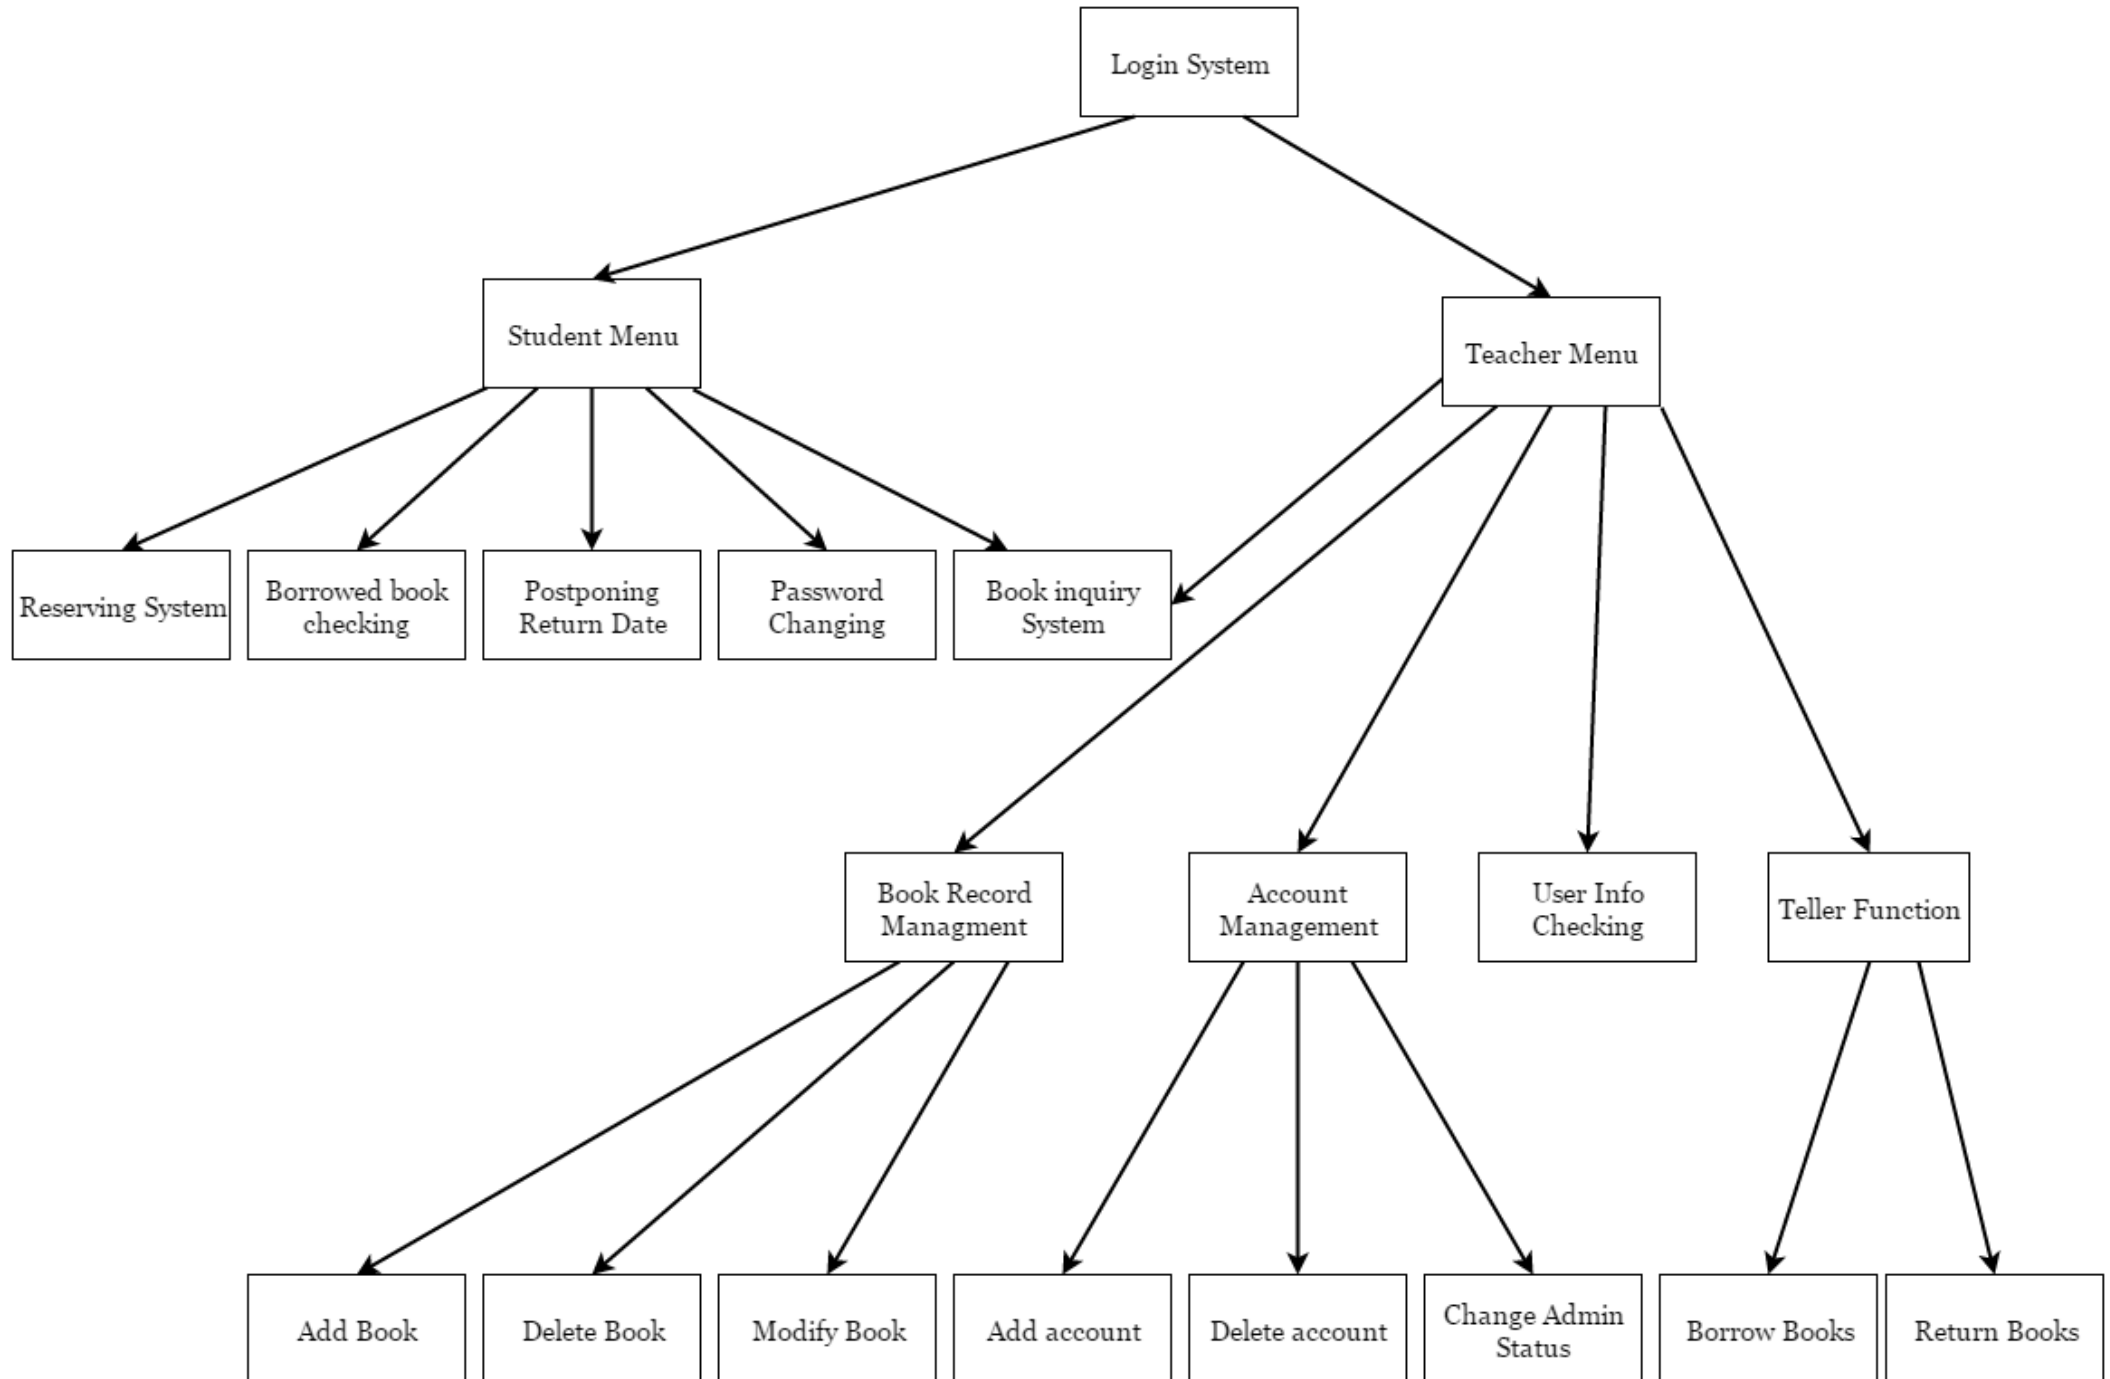 Login System
Student Menu
Teacher Menu
Reserving System
Borrowed book
checking
Postponing
Return Date
Password
Changing
Book inquiry
System
Book Record
Managment
Account
Management
User Info
Checking
Teller Function
Add Book
Delete Book
Modify Book
Add account
Delete account
Change Admin
Status
Borrow Books
Return Books